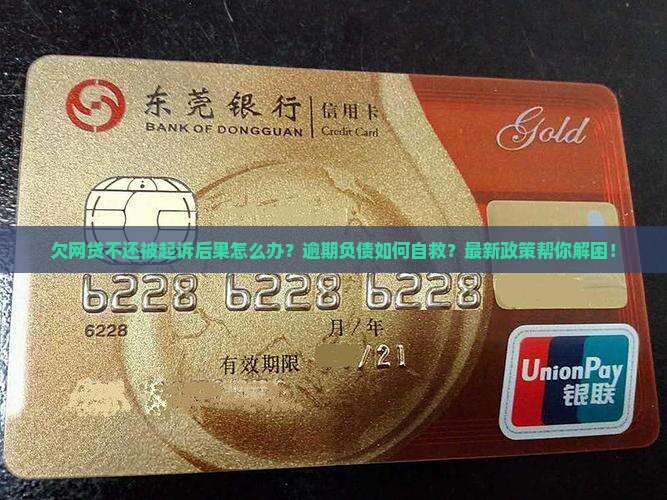 东莞银行 信用卡
BANK OF DONGGUAN Credit Card
Gold
欠网贷不还被起诉后果怎么办？逾期负债如何自救？最新政策帮你解困！
6228 6228 6228
6228
月/年
有效期限 /21
UnionPay
银联